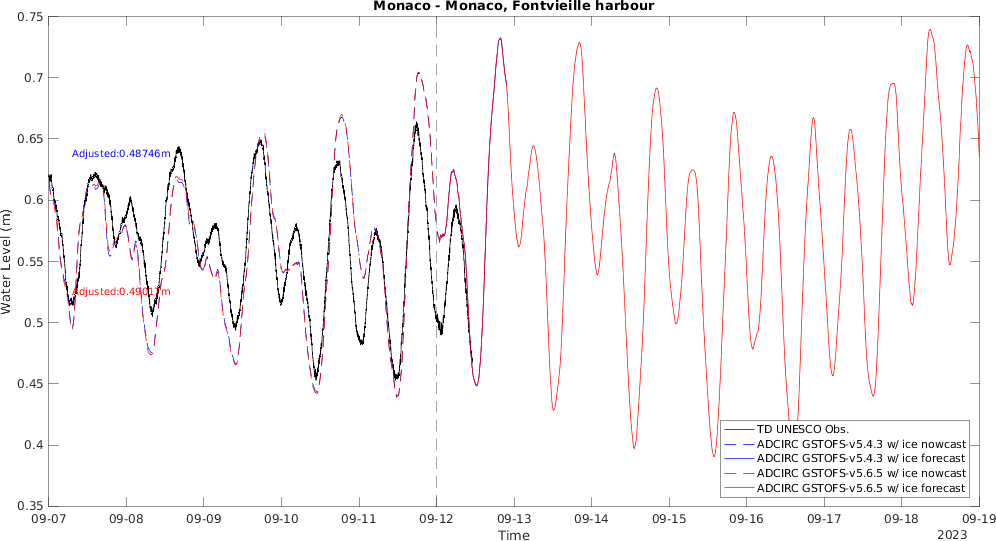 Monaco - Monaco, Fontvieille harbour
0.75
0.7
0.65
0.6
0.55
0.5
0.45
0.4
0.35
Water Level (m)
Adjusted:0.48746m
Adjusted:0.49017m
TD UNESCO Obs.
ADCIRC GSTOFS-v5.4.3 w/ ice nowcast
ADCIRC GSTOFS-v5.4.3 w/ ice forecast
ADCIRC GSTOFS-v5.6.5 w/ ice nowcast
ADCIRC GSTOFS-v5.6.5 w/ ice forecast
09-07 09-08 09-09 09-10 09-11 09-12 09-13 09-14 09-15 09-16 09-17 09-18 09-19
Time
2023